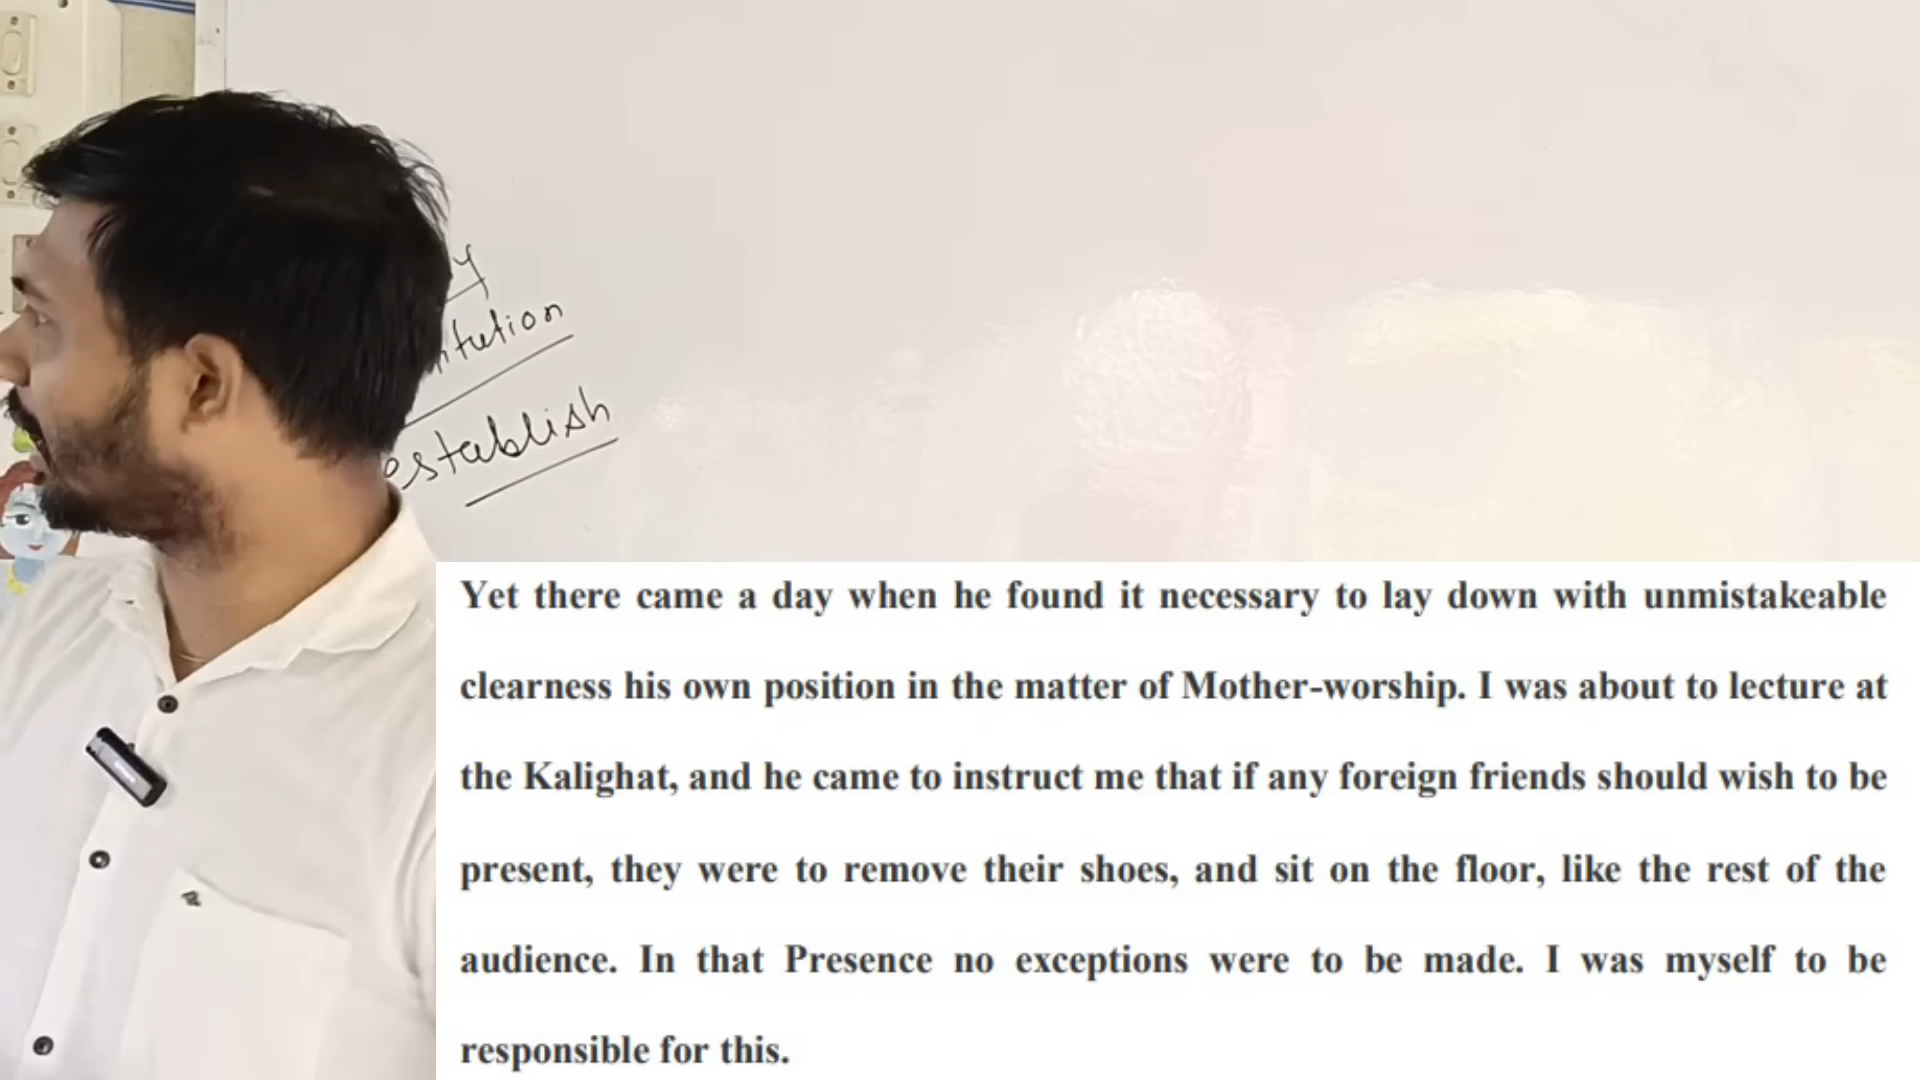 establish
Yet there came a day when he found it necessary to lay down with unmistakeable
clearness his own position in the matter of Mother-worship. I was about to lecture at
the Kalighat, and he came to instruct me that if any foreign friends should wish to be
present, they were to remove their shoes, and sit on the floor, like the rest of the
audience. In that Presence no exceptions were to be made. I was myself to be
responsible for this.